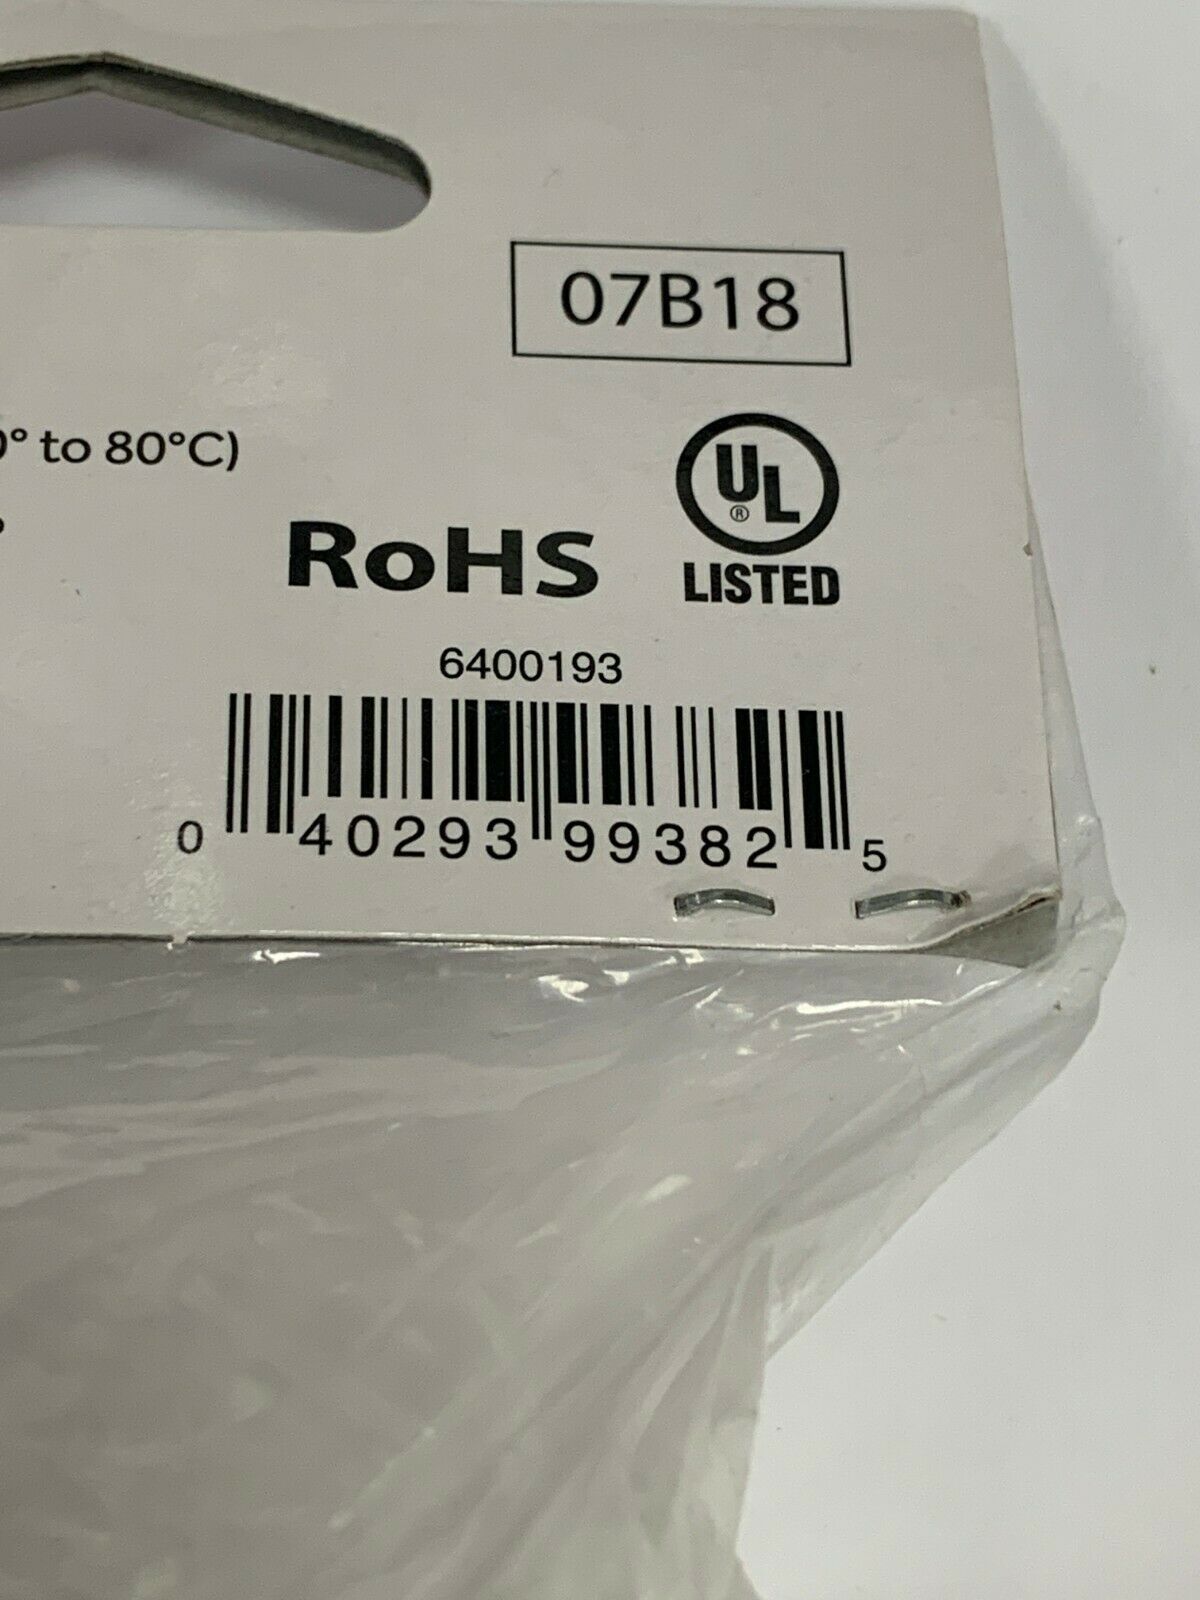 07B18
° to 80°C)
UL
®
LISTED
RoHS
6400193
0 40293 99382 5